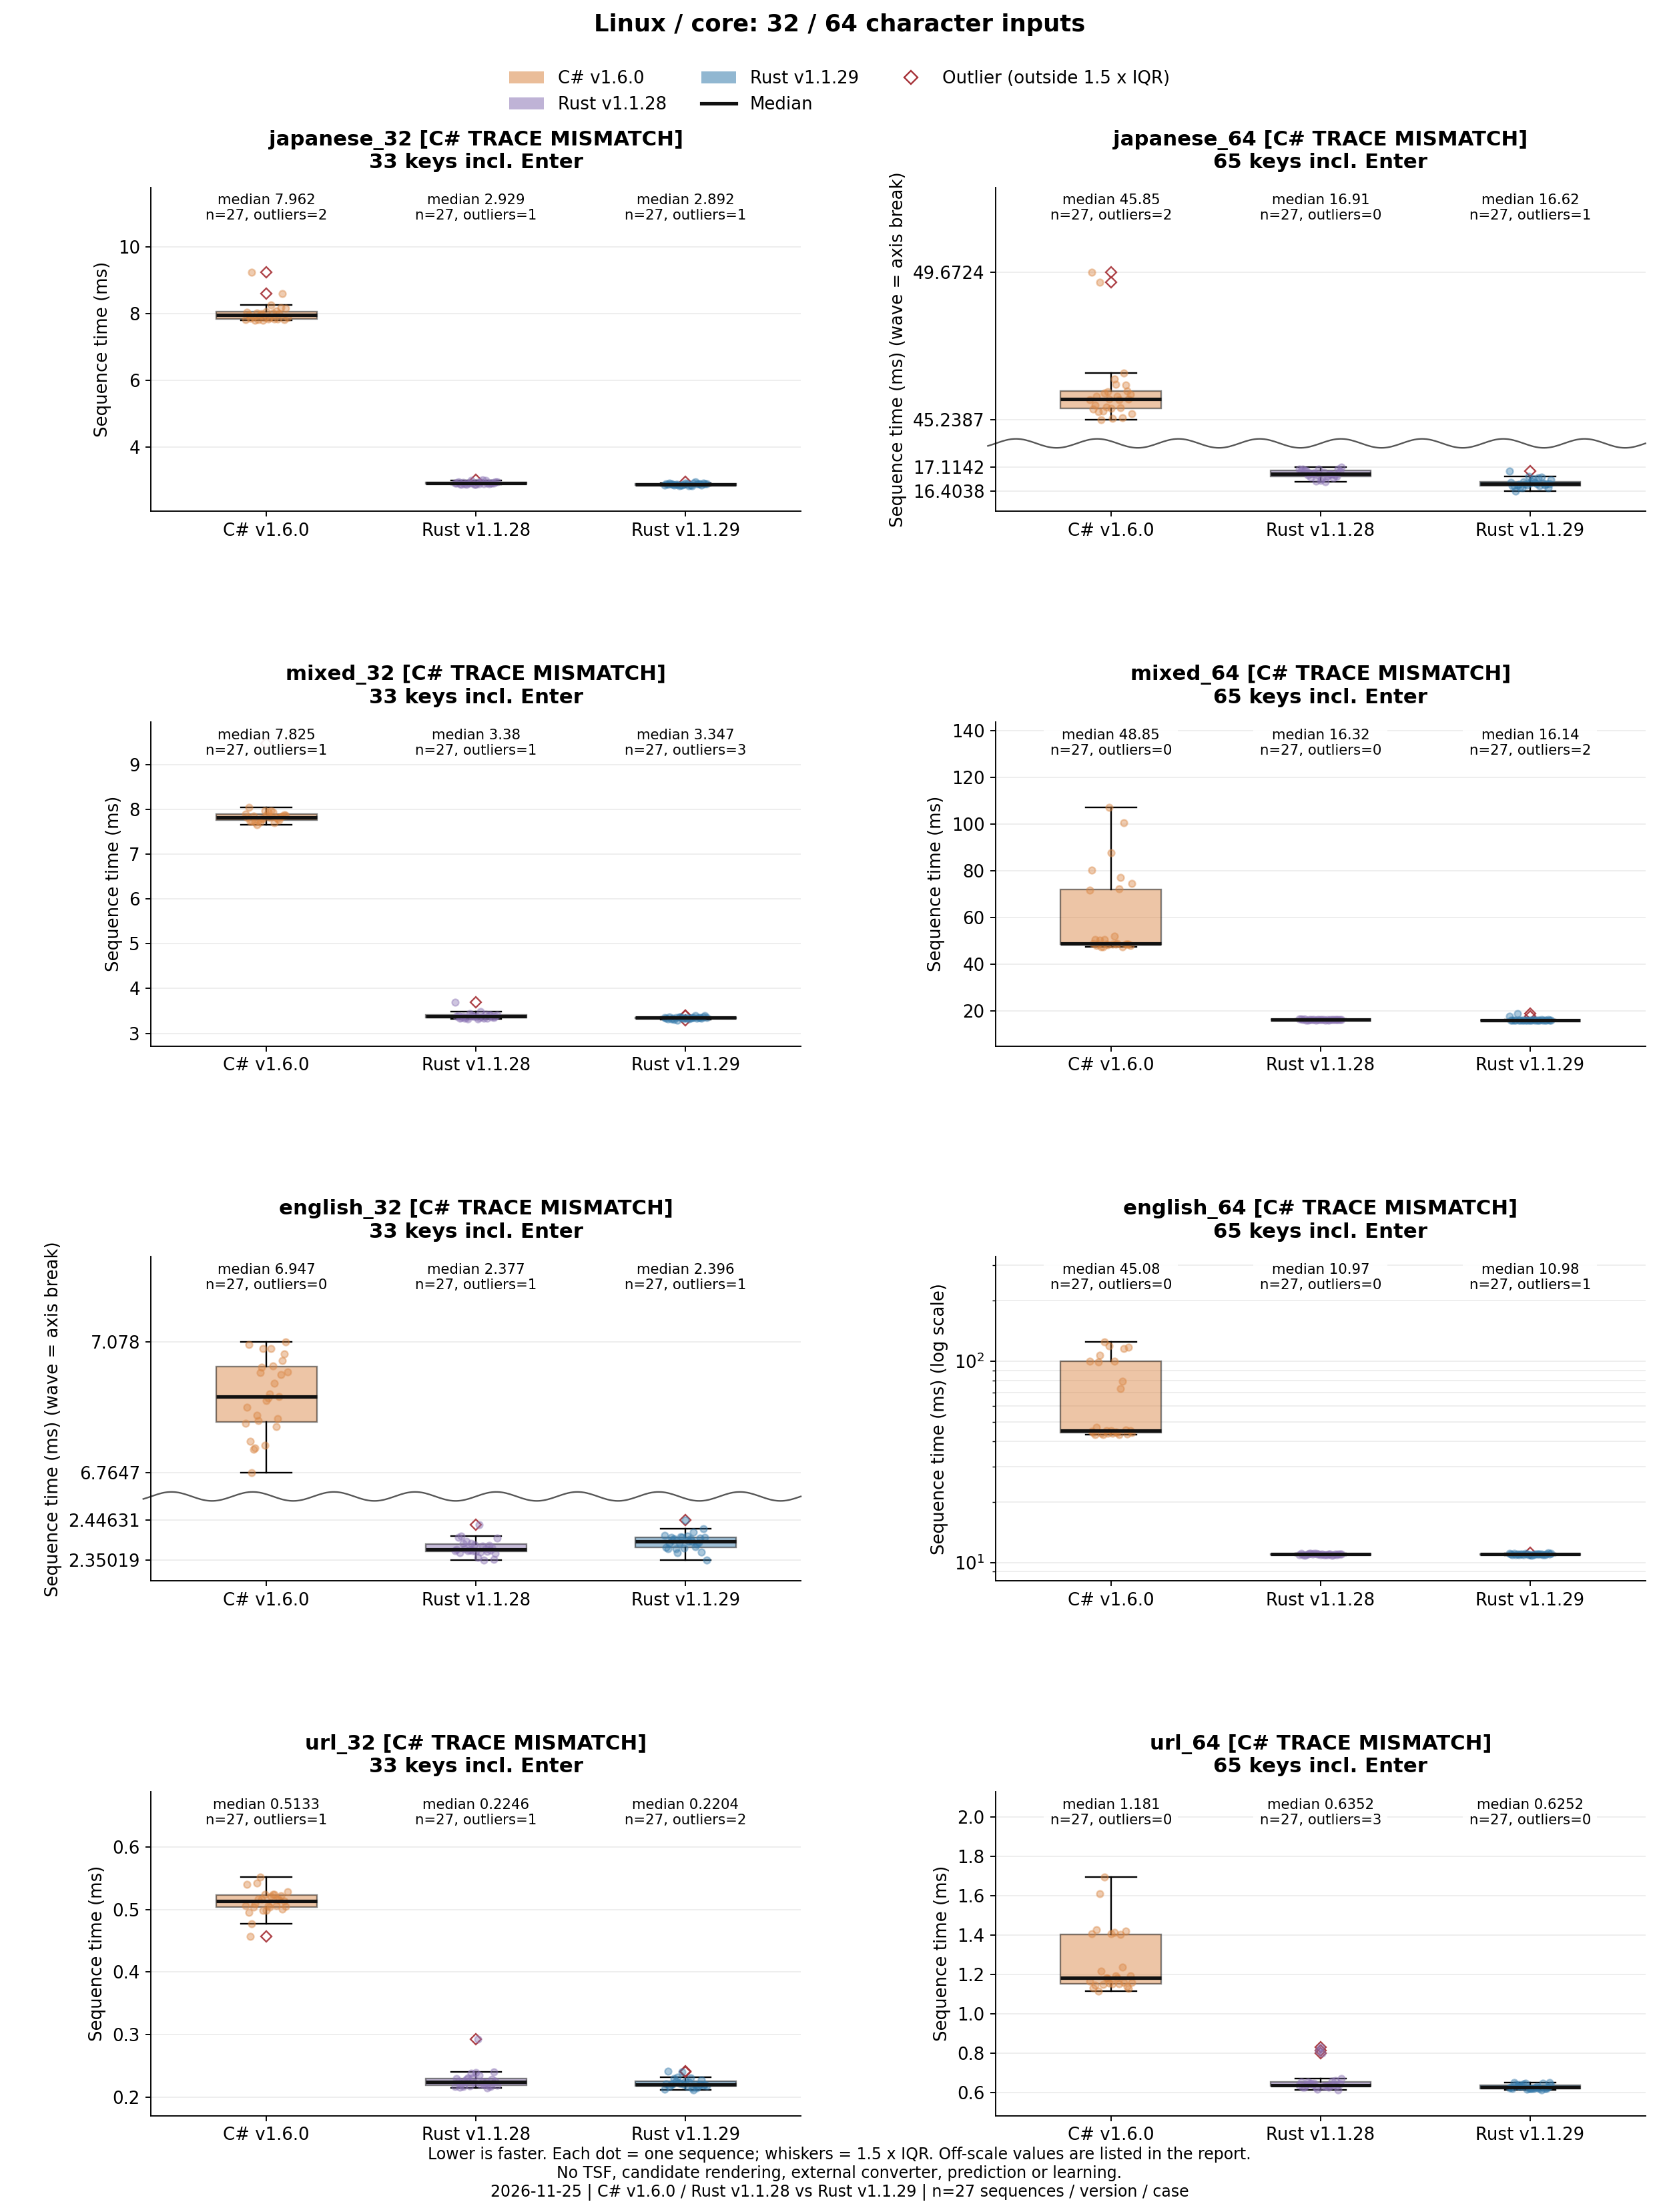 Linux / core: 32 / 64 character inputs
C# v1.6.0
Rust v1.1.28
Rust v1.1.29
Median
Outlier (outside 1.5 x IQR)
japanese_32 [C# TRACE MISMATCH]
33 keys incl. Enter
median 7.962
n=27, outliers=2
median 2.929
n=27, outliers=1
median 2.892
n=27, outliers=1
Sequence time (ms)
10
8
6
4
C# v1.6.0
Rust v1.1.28
Rust v1.1.29
japanese_64 [C# TRACE MISMATCH]
65 keys incl. Enter
median 45.85
n=27, outliers=2
median 16.91
n=27, outliers=0
median 16.62
n=27, outliers=1
Sequence time (ms) (wave = axis break)
49.6724
45.2387
17.1142
16.4038
C# v1.6.0
Rust v1.1.28
Rust v1.1.29
mixed_32 [C# TRACE MISMATCH]
33 keys incl. Enter
median 7.825
n=27, outliers=1
median 3.38
n=27, outliers=1
median 3.347
n=27, outliers=3
Sequence time (ms)
9
8
7
6
5
4
3
C# v1.6.0
Rust v1.1.28
Rust v1.1.29
mixed_64 [C# TRACE MISMATCH]
65 keys incl. Enter
median 48.85
n=27, outliers=0
median 16.32
n=27, outliers=0
median 16.14
n=27, outliers=2
Sequence time (ms)
140
120
100
80
60
40
20
C# v1.6.0
Rust v1.1.28
Rust v1.1.29
english_32 [C# TRACE MISMATCH]
33 keys incl. Enter
median 6.947
n=27, outliers=0
median 2.377
n=27, outliers=1
median 2.396
n=27, outliers=1
Sequence time (ms) (wave = axis break)
7.078
6.7647
2.44631
2.35019
C# v1.6.0
Rust v1.1.28
Rust v1.1.29
english_64 [C# TRACE MISMATCH]
65 keys incl. Enter
median 45.08
n=27, outliers=0
median 10.97
n=27, outliers=0
median 10.98
n=27, outliers=1
Sequence time (ms) (log scale)
10²
10¹
C# v1.6.0
Rust v1.1.28
Rust v1.1.29
url_32 [C# TRACE MISMATCH]
33 keys incl. Enter
median 0.5133
n=27, outliers=1
median 0.2246
n=27, outliers=1
median 0.2204
n=27, outliers=2
Sequence time (ms)
0.6
0.5
0.4
0.3
0.2
C# v1.6.0
Rust v1.1.28
Rust v1.1.29
url_64 [C# TRACE MISMATCH]
65 keys incl. Enter
median 1.181
n=27, outliers=0
median 0.6352
n=27, outliers=3
median 0.6252
n=27, outliers=0
Sequence time (ms)
2.0
1.8
1.6
1.4
1.2
1.0
0.8
0.6
C# v1.6.0
Rust v1.1.28
Rust v1.1.29
Lower is faster. Each dot = one sequence; whiskers = 1.5 x IQR. Off-scale values are listed in the report.
No TSF, candidate rendering, external converter, prediction or learning.
2026-11-25 | C# v1.6.0 / Rust v1.1.28 vs Rust v1.1.29 | n=27 sequences / version / case